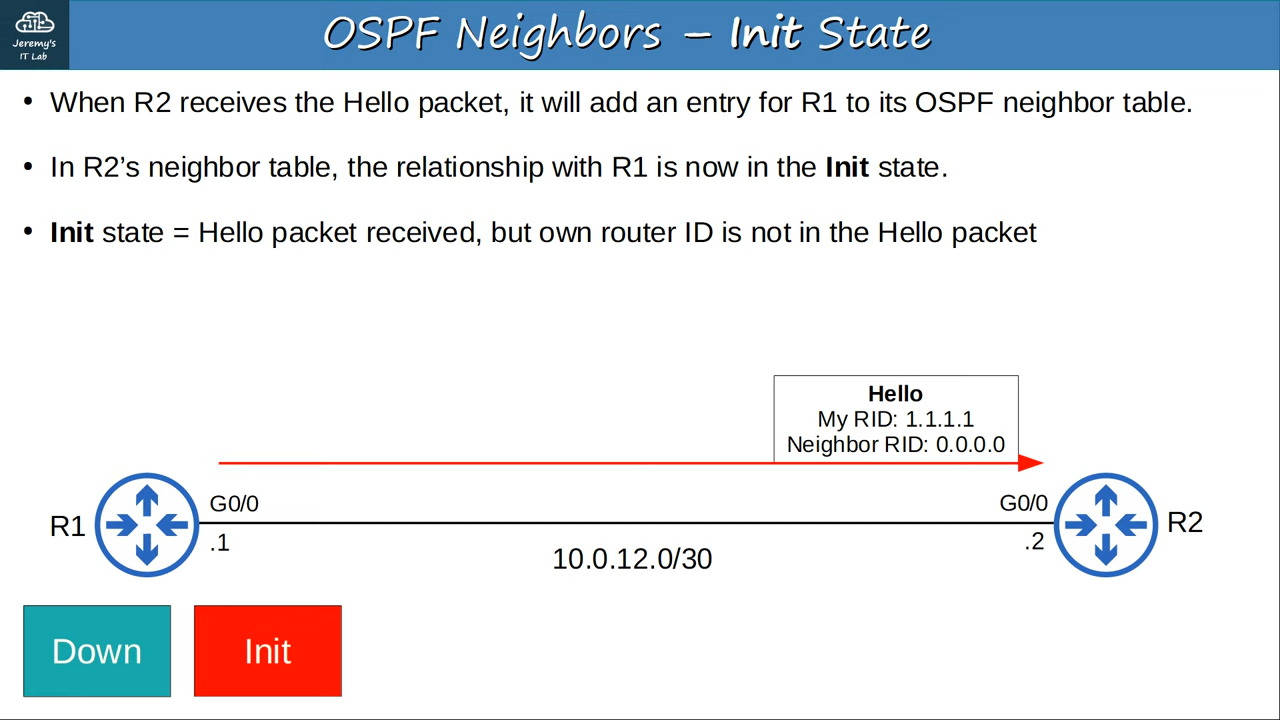 Jeremy's
IT Lab
OSPF Neighbors – Init State
• When R2 receives the Hello packet, it will add an entry for R1 to its OSPF neighbor table.
• In R2’s neighbor table, the relationship with R1 is now in the Init state.
• Init state = Hello packet received, but own router ID is not in the Hello packet
Hello
My RID: 1.1.1.1
Neighbor RID: 0.0.0.0
R1
G0/0
.1
10.0.12.0/30
G0/0
.2
R2
Down
Init